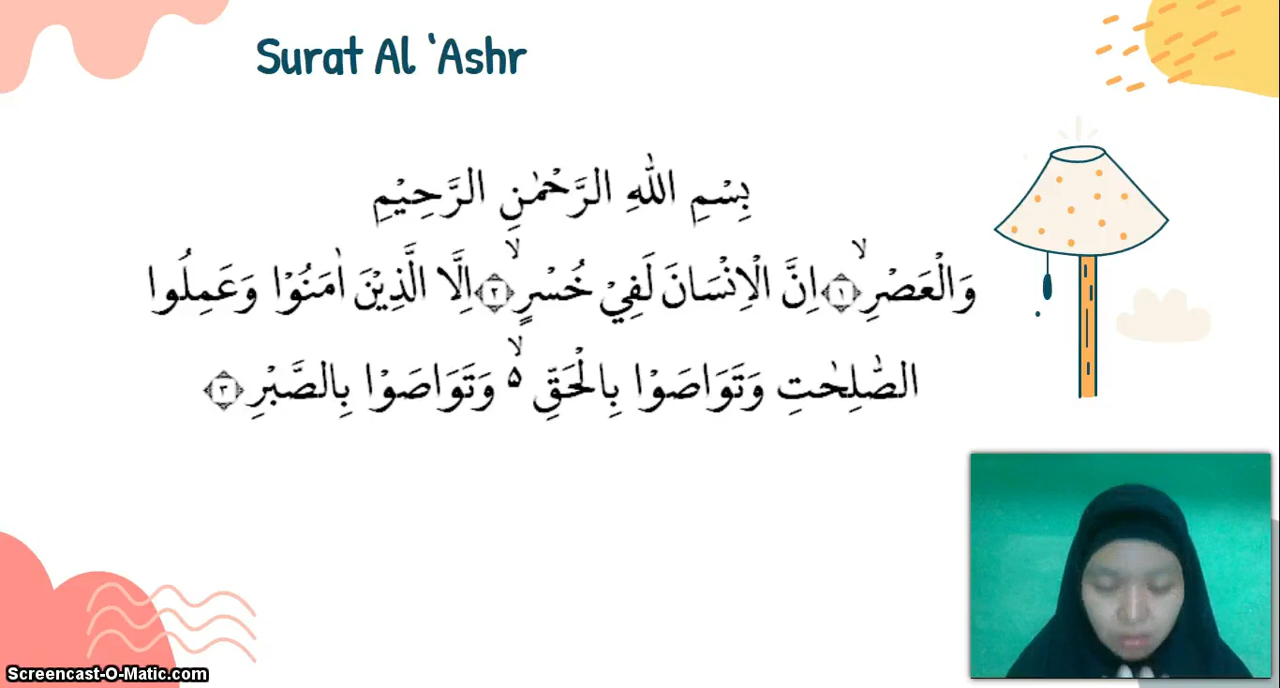 Surat Al ‘Ashr
بِسْمِ اللّٰهِ الرَّحْمٰنِ الرَّحِيْمِ
وَالْعَصْرِۙ ۝١ اِنَّ الْاِنْسَانَ لَفِيْ خُسْرٍۙ ۝٢ اِلَّا الَّذِيْنَ اٰمَنُوْا وَعَمِلُوا
الصّٰلِحٰتِ وَتَوَاصَوْا بِالْحَقِّ ەۙ وَتَوَاصَوْا بِالصَّبْرِ ۝٣
Screencast-O-Matic.com